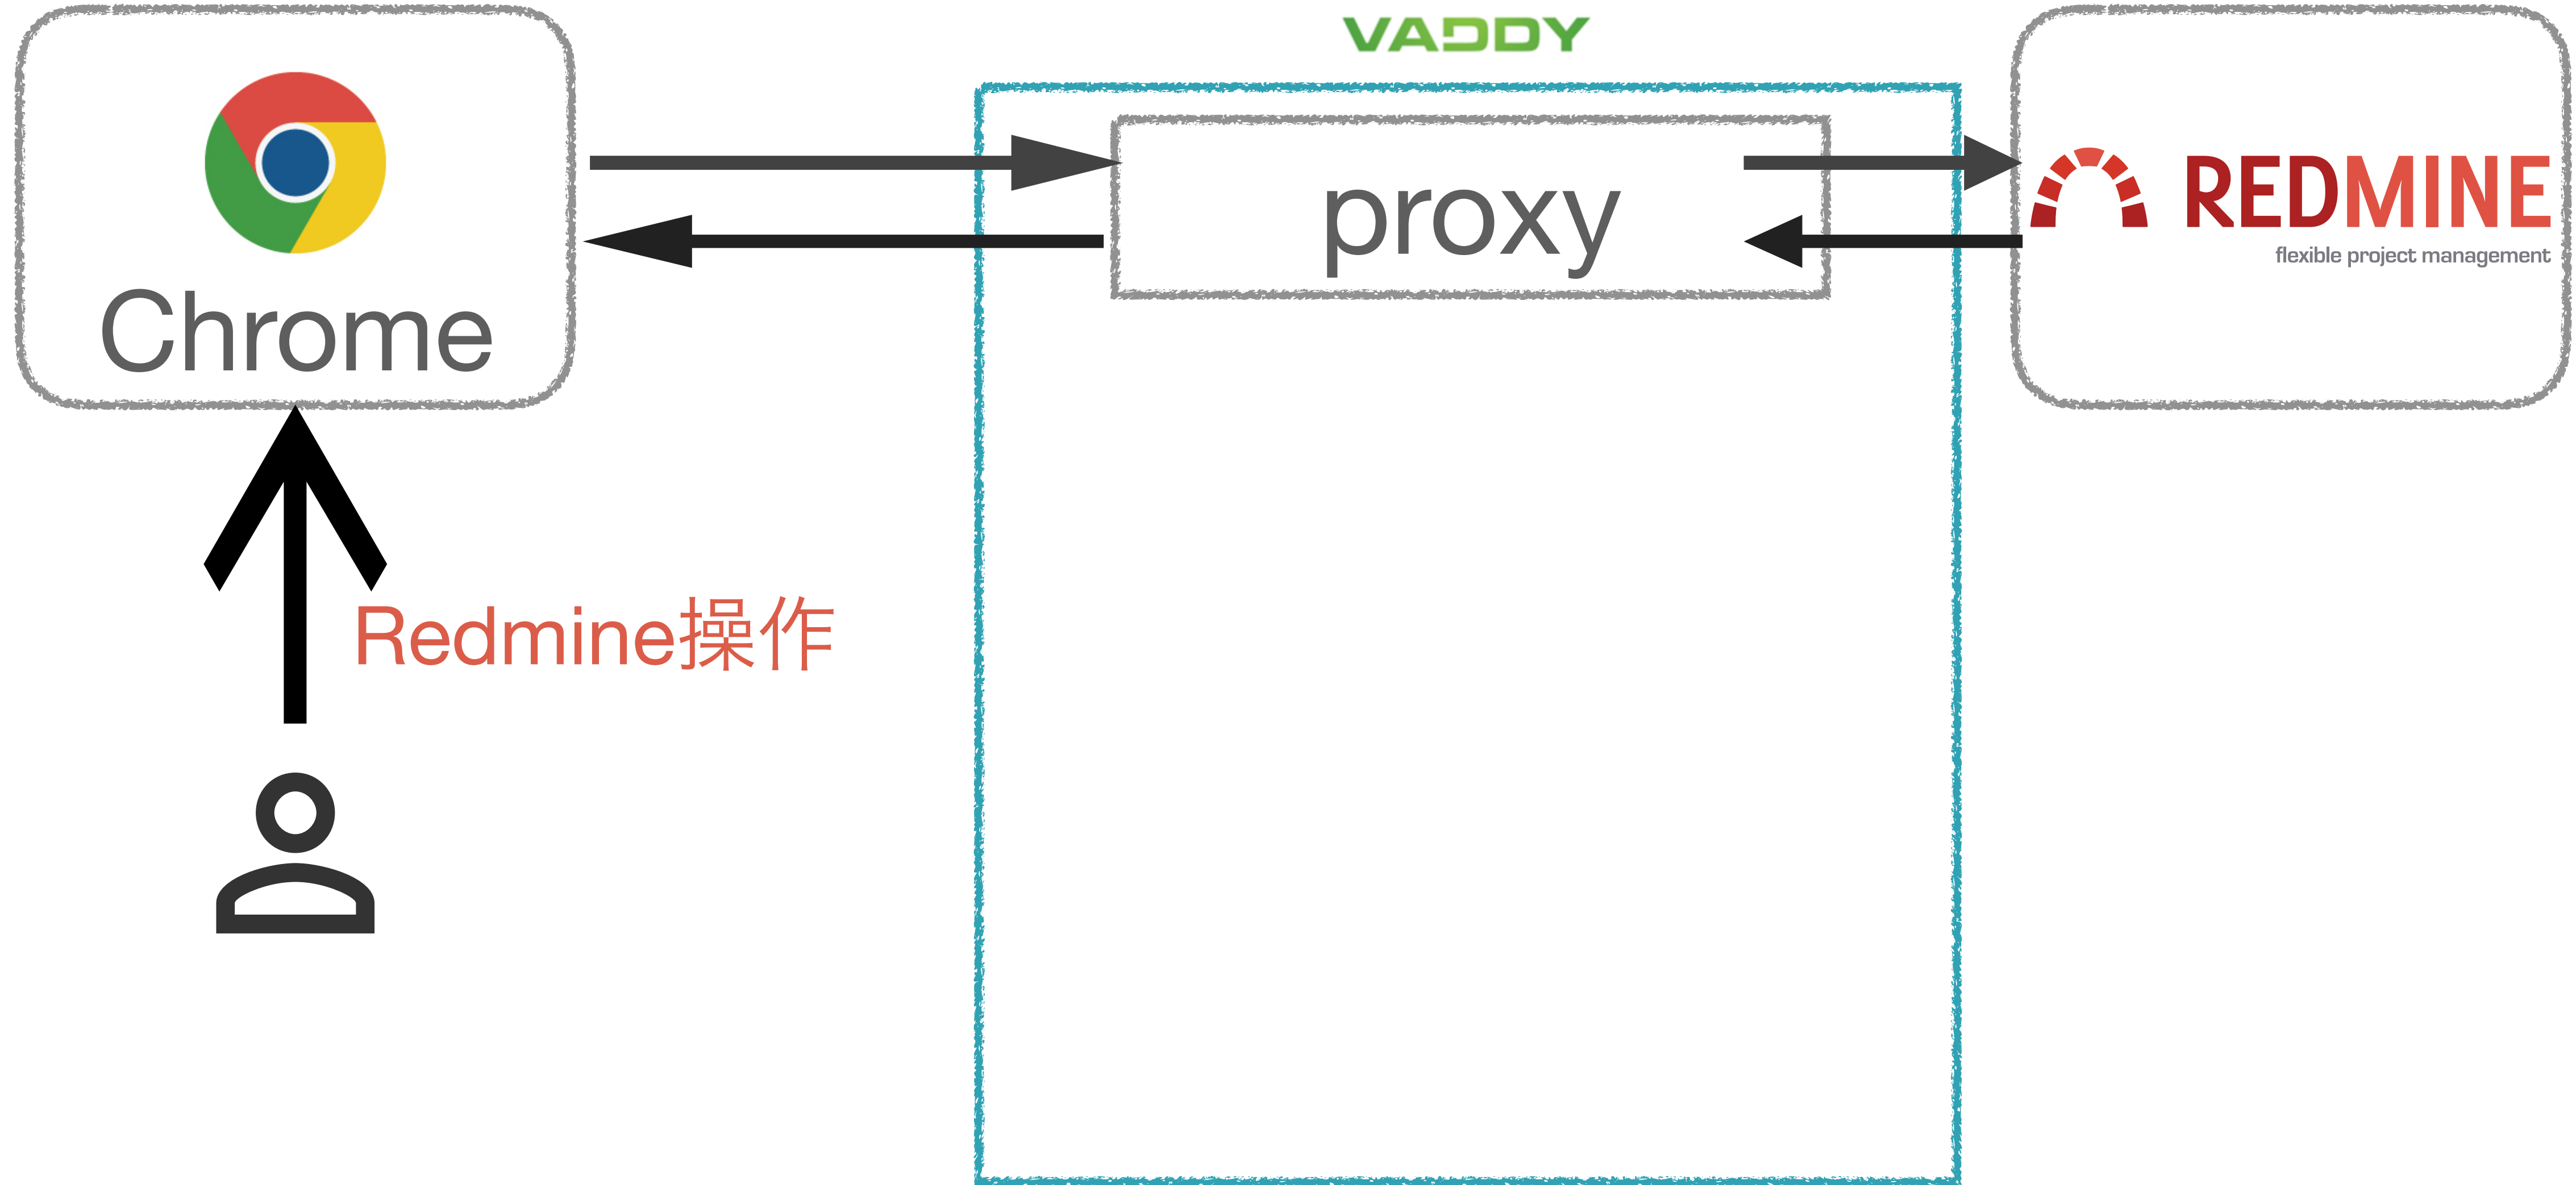 VADDY
proxy
REDMINE
flexible project management
Chrome
Redmine操作